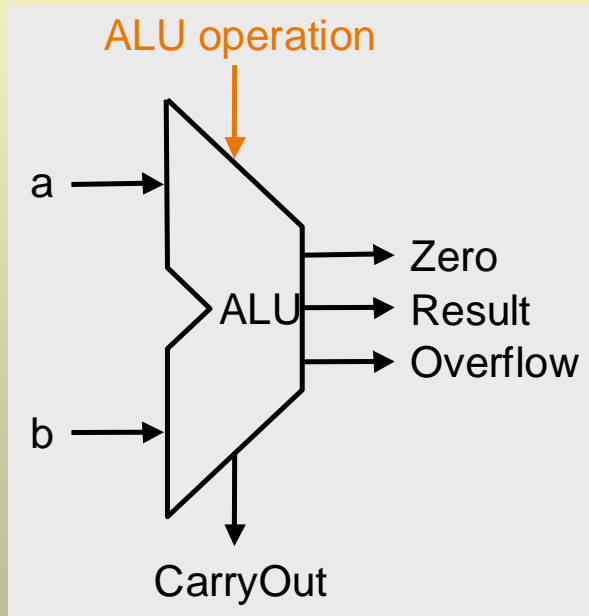 ALU operation
a
Zero
ALU
Result
Overflow
b
CarryOut